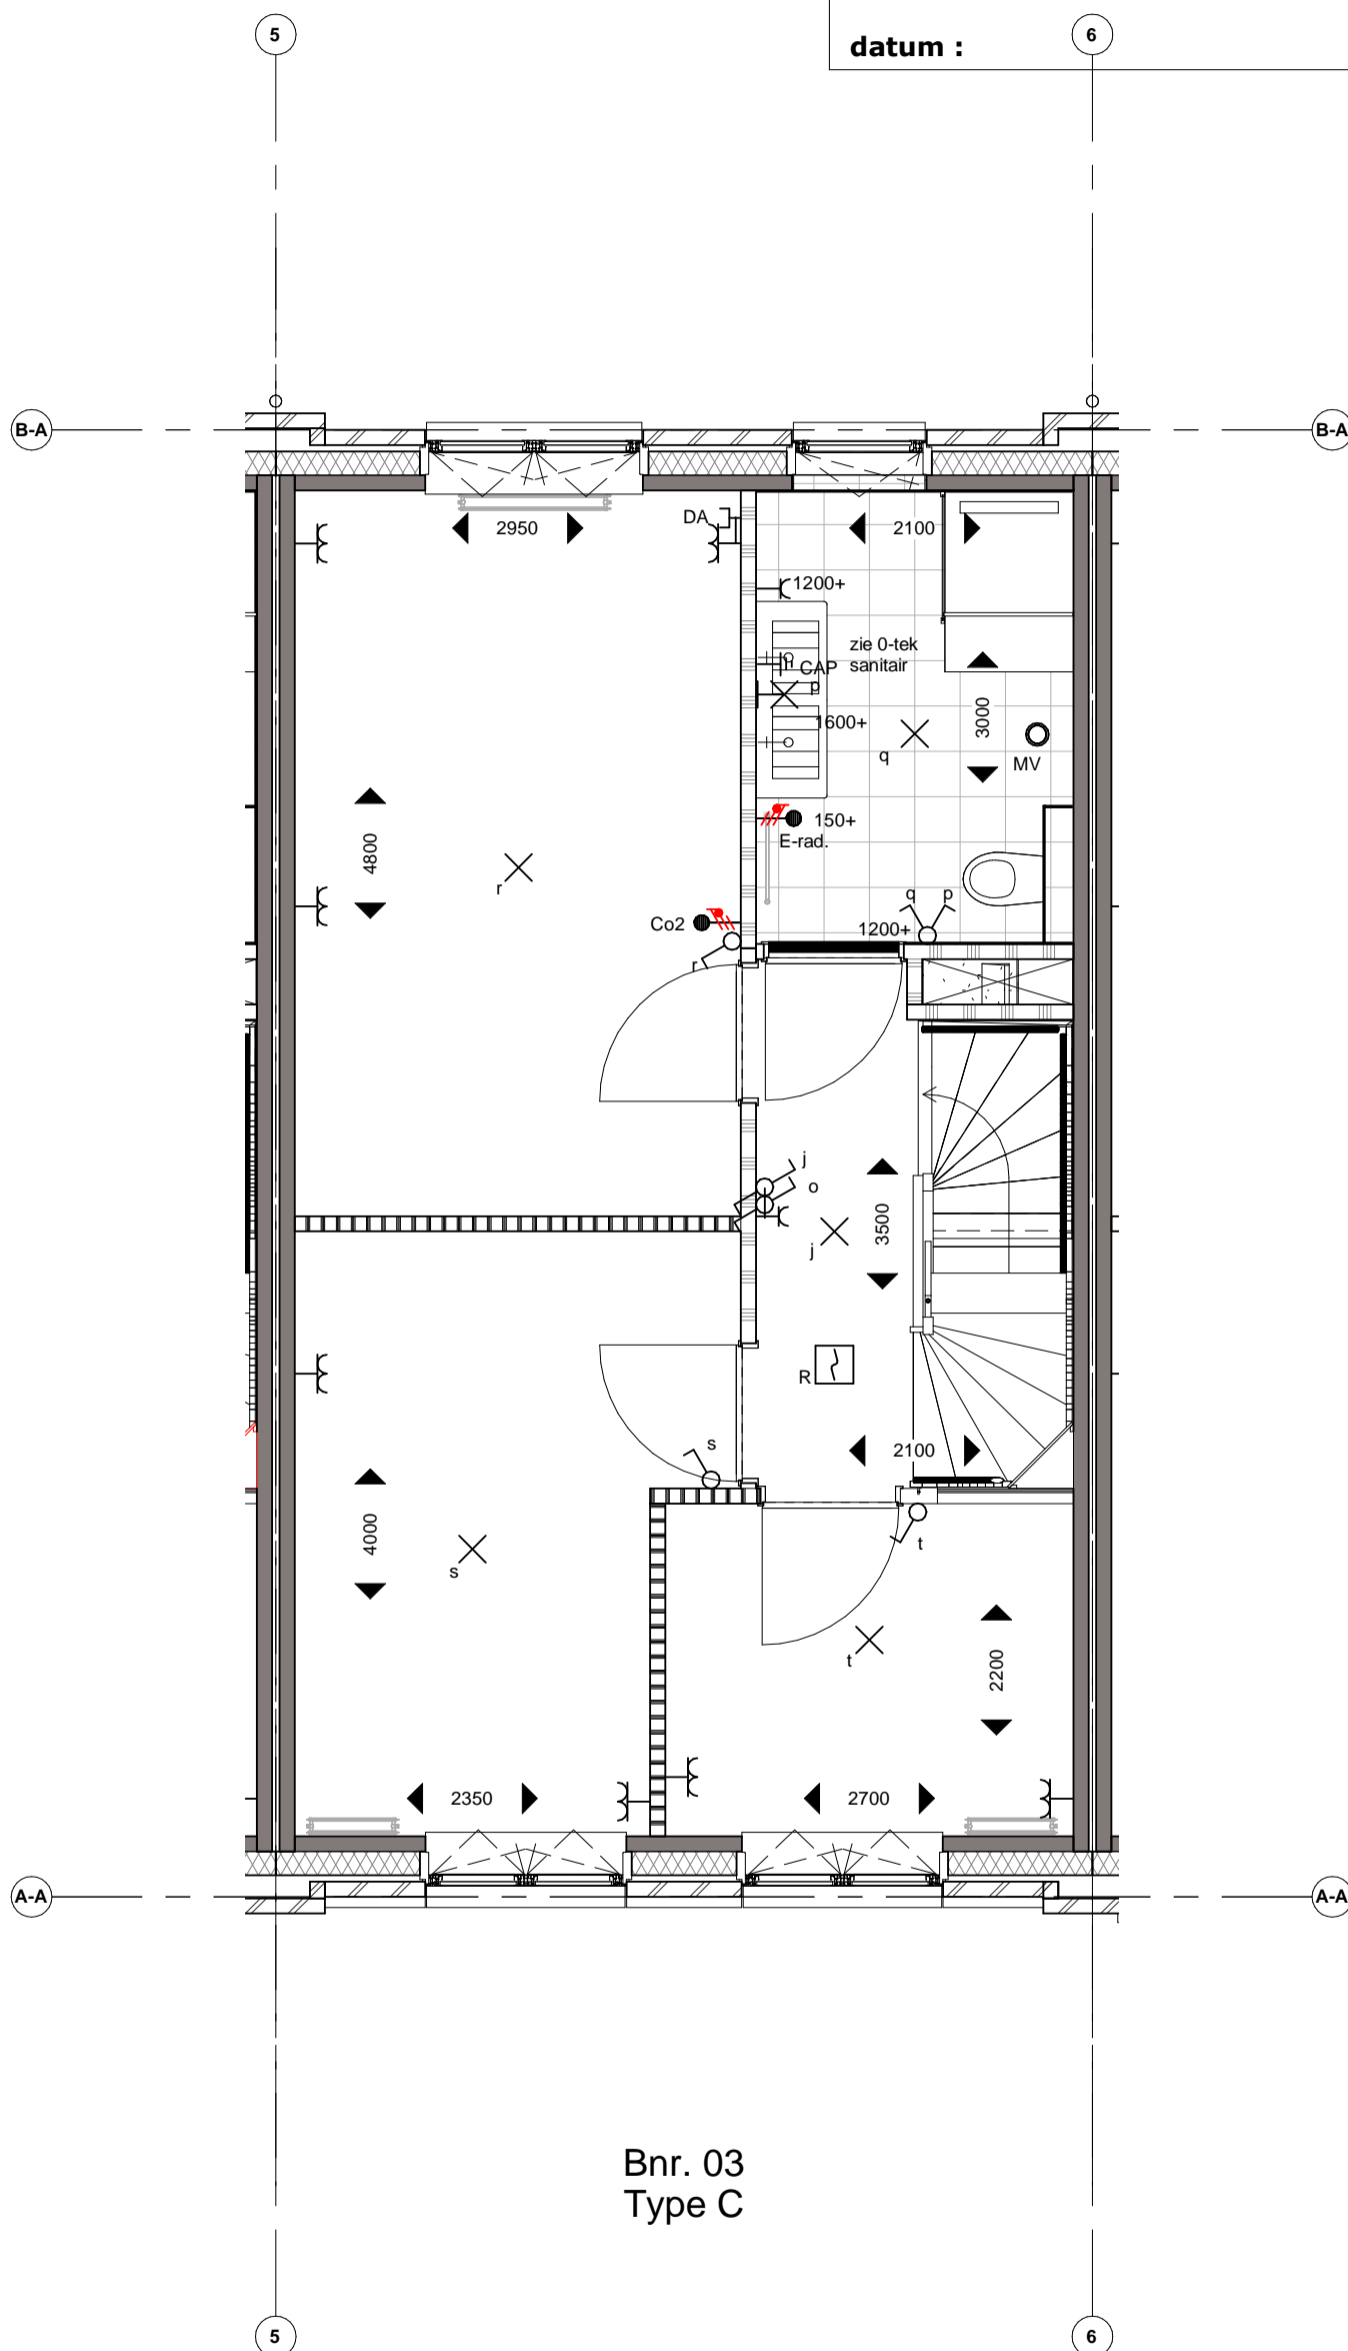 5
datum :
6
B-A
B-A
DA
2950
2100
1200+
zie 0-tek
sanitair
h CAP
p
1600+
3000
q
MV
150+
E-rad.
4800
r
q p
Co2
1200+
r
j
o
3500
j
R
2100
s
4000
t
s
t
2200
2350
2700
A-A
A-A
Bnr. 03
Type C
5
6